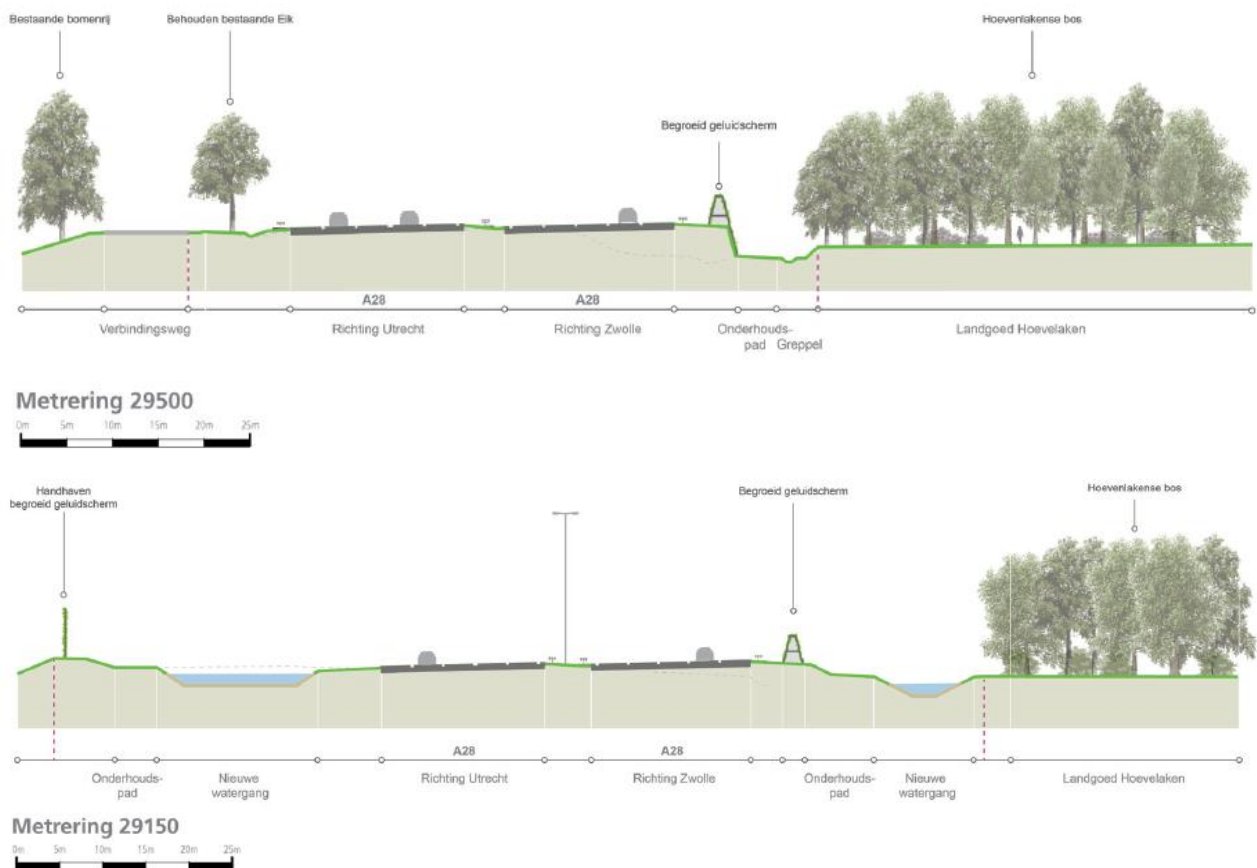 Bestaande bomenrij
Behouden bestaande Eik
Hoevenlakense bos
Begroeid geluidscherm
A28
A28
Verbindingsweg
Richting Utrecht
Richting Zwolle
Onderhouds-
pad
Greppel
Landgoed Hoevelaken
Metrering 29500
0m 5m 10m 15m 20m 25m
Handhaven
begroeid geluidscherm
Begroeid geluidscherm
Hoevenlakense bos
A28
A28
Onderhouds-
pad
Nieuwe
watergang
Richting Utrecht
Richting Zwolle
Onderhouds-
pad
Nieuwe
watergang
Landgoed Hoevelaken
Metrering 29150
0m 5m 10m 15m 20m 25m